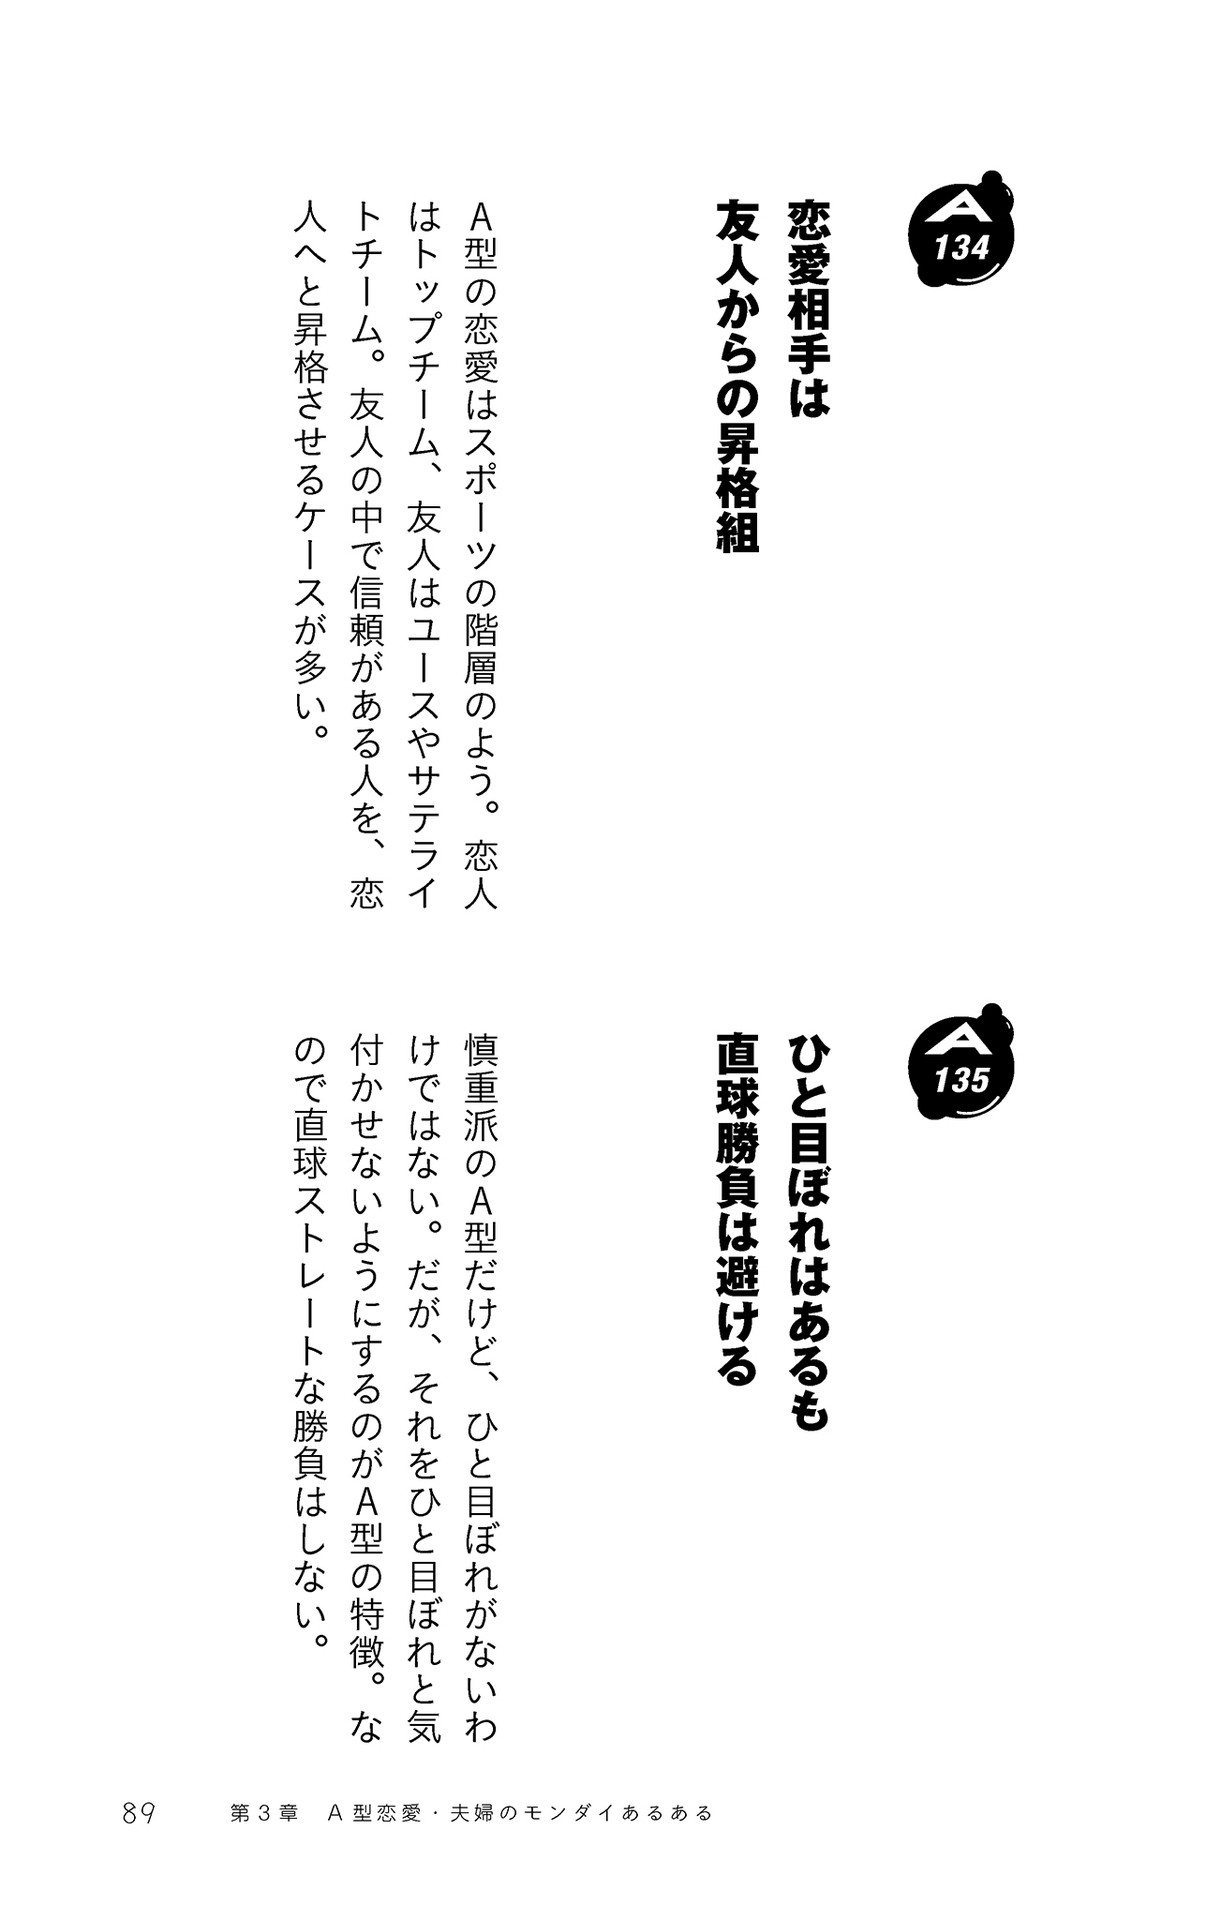 A
134
恋愛相手は
友人からの昇格組
A型の恋愛はスポーツの階層のよう。恋人
はトップチーム、友人はユースやサテライ
トチーム。友人の中で信頼がある人を、恋
人へと昇格させるケースが多い。
A
135
ひと目ぼれはあるも
直球勝負は避ける
慎重派のA型だけど、ひと目ぼれがないわ
けではない。だが、それをひと目ぼれと気
付かせないようにするのがA型の特徴。な
ので直球ストレートな勝負はしない。
89 第3章 A型恋愛・夫婦のモンダイあるある